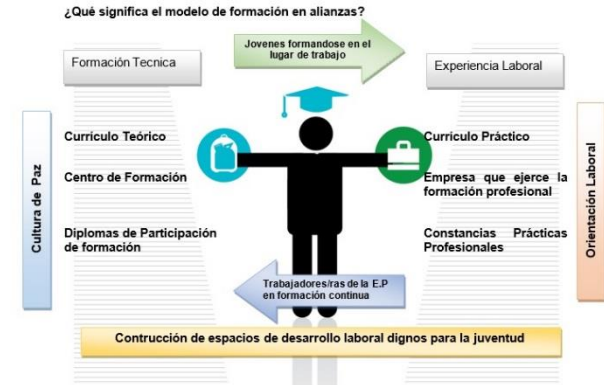 ¿Qué significa el modelo de formación en alianzas?
Jovenes formandose en el
lugar de trabajo
Formación Tecnica
Experiencia Laboral
Cultura de Paz
Currículo Teórico
Centro de Formación
Diplomas de Participación
de formación
Currículo Práctico
Empresa que ejerce la
formación profesional
Constancias Prácticas
Profesionales
Orientación Laboral
Trabajadores/ras de la E.P
en formación continua
Contrucción de espacios de desarrollo laboral dignos para la juventud